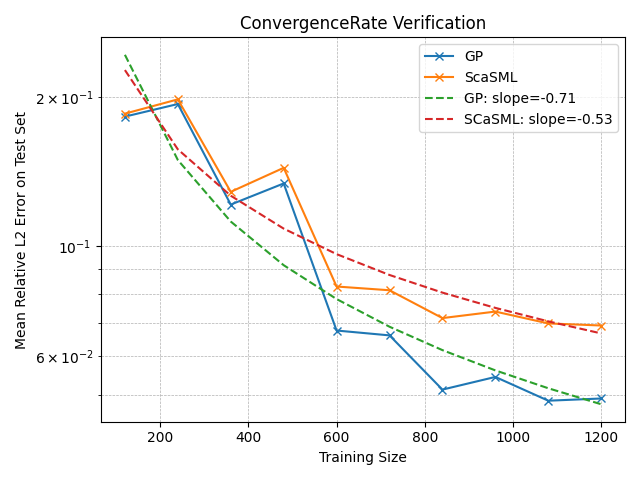 ConvergenceRate Verification
GP
ScaSML
GP: slope=-0.71
SCaSML: slope=-0.53
Mean Relative L2 Error on Test Set
2 × 10⁻¹
10⁻¹
6 × 10⁻²
200 400 600 800 1000 1200
Training Size